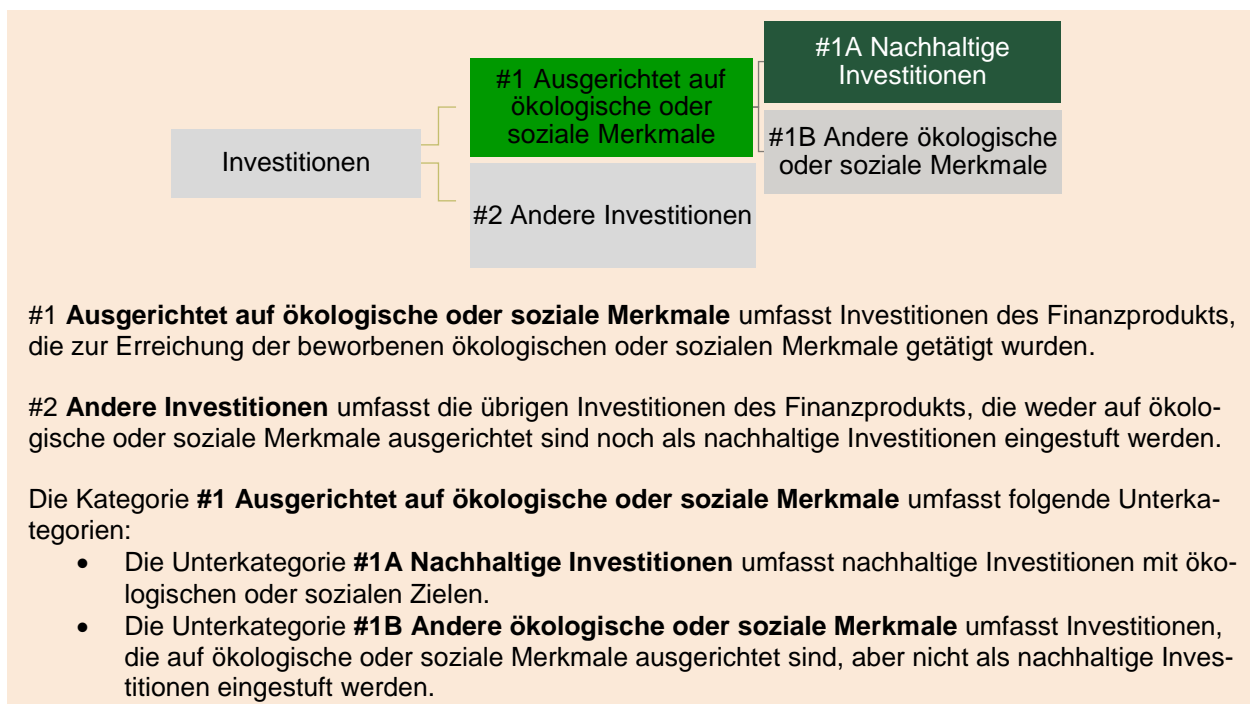 #1A Nachhaltige
Investitionen
#1 Ausgerichtet auf
ökologische oder
soziale Merkmale
#1B Andere ökologische
oder soziale Merkmale
Investitionen
#2 Andere Investitionen
#1 Ausgerichtet auf ökologische oder soziale Merkmale umfasst Investitionen des Finanzprodukts,
die zur Erreichung der beworbenen ökologischen oder sozialen Merkmale getätigt wurden.
#2 Andere Investitionen umfasst die übrigen Investitionen des Finanzprodukts, die weder auf ökolo-
gische oder soziale Merkmale ausgerichtet sind noch als nachhaltige Investitionen eingestuft werden.
Die Kategorie #1 Ausgerichtet auf ökologische oder soziale Merkmale umfasst folgende Unterka-
tegorien:
• Die Unterkategorie #1A Nachhaltige Investitionen umfasst nachhaltige Investitionen mit öko-
logischen oder sozialen Zielen.
• Die Unterkategorie #1B Andere ökologische oder soziale Merkmale umfasst Investitionen,
die auf ökologische oder soziale Merkmale ausgerichtet sind, aber nicht als nachhaltige Inves-
titionen eingestuft werden.